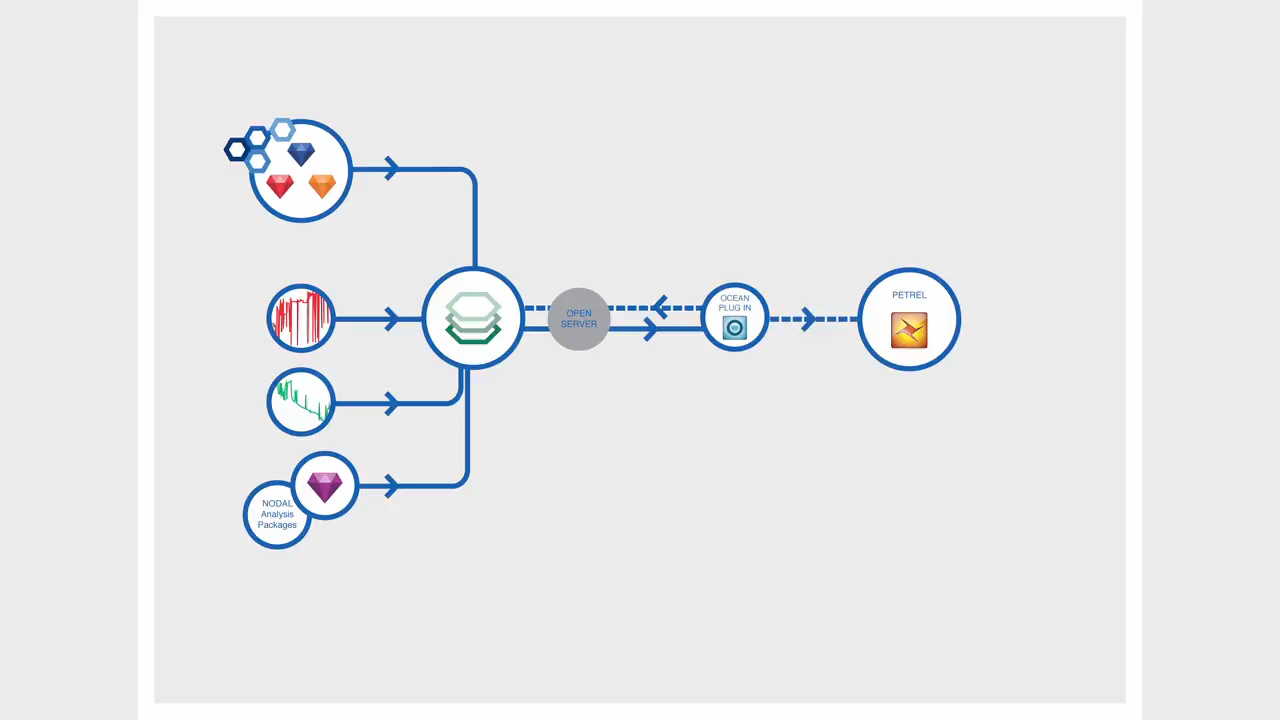 OCEAN
PLUG IN
PETREL
OPEN
SERVER
NODAL
Analysis
Packages